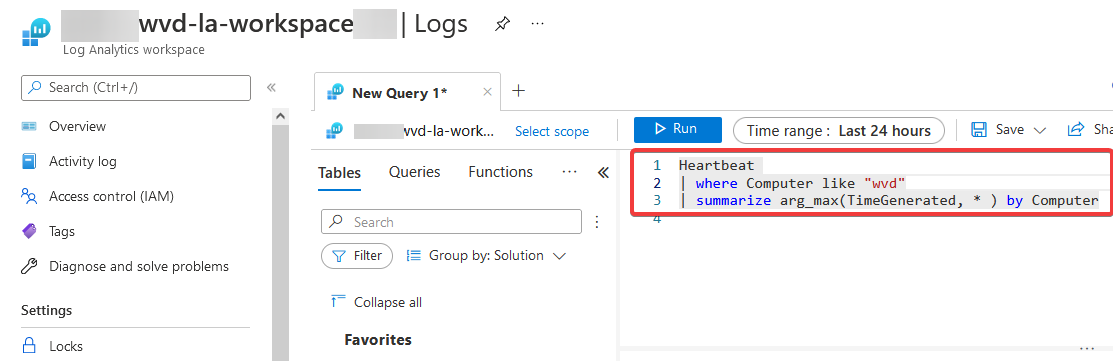 wvd-la-workspace | Logs
Log Analytics workspace
Search (Ctrl+/)
Overview
Activity log
Access control (IAM)
Tags
Diagnose and solve problems
Settings
Locks
New Query 1*
wvd-la-work...
Select scope
Run
Time range : Last 24 hours
Save
Sha
Tables
Queries
Functions
Search
Filter
Group by: Solution
Collapse all
Favorites
1 Heartbeat
2 | where Computer like "wvd"
3 | summarize arg_max(TimeGenerated, * ) by Computer
4